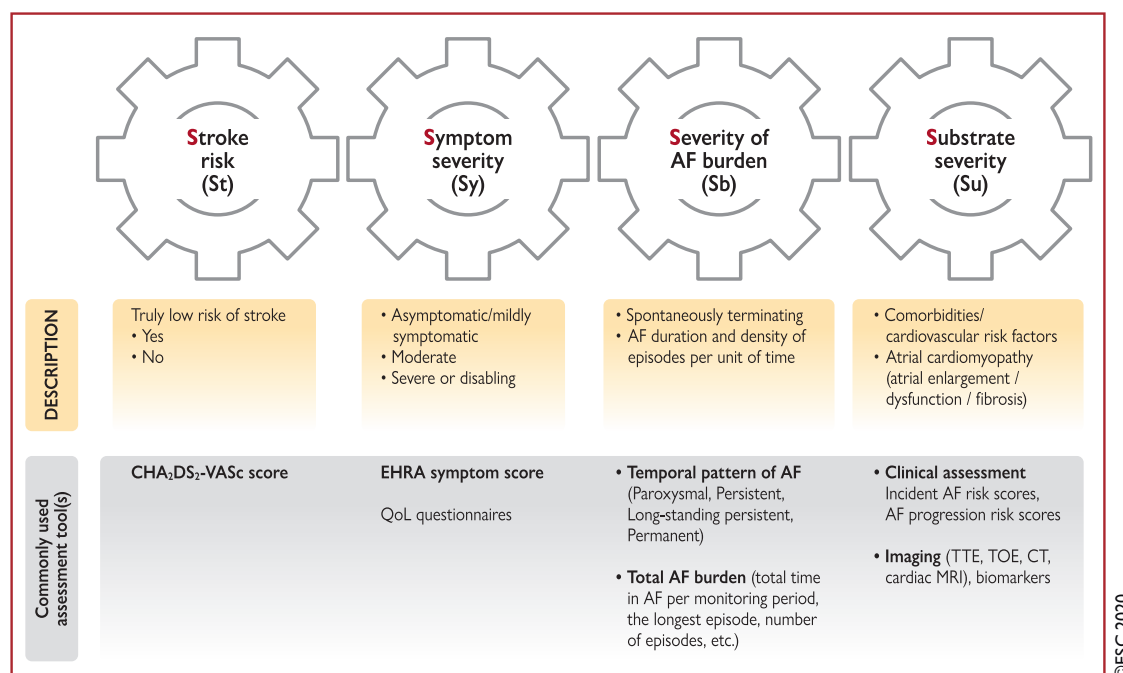 Stroke
risk
(St)
Symptom
severity
(Sy)
Severity of
AF burden
(Sb)
Substrate
severity
(Su)
DESCRIPTION
Truly low risk of stroke
• Yes
• No
• Asymptomatic/mildly
symptomatic
• Moderate
• Severe or disabling
• Spontaneously terminating
• AF duration and density of
episodes per unit of time
• Comorbidities/
cardiovascular risk factors
• Atrial cardiomyopathy
(atrial enlargement /
dysfunction / fibrosis)
Commonly used
assessment tool(s)
CHA₂DS₂-VASc score
EHRA symptom score
QoL questionnaires
• Temporal pattern of AF
(Paroxysmal, Persistent,
Long-standing persistent,
Permanent)
• Total AF burden (total time
in AF per monitoring period,
the longest episode, number
of episodes, etc.)
• Clinical assessment
Incident AF risk scores,
AF progression risk scores
• Imaging (TTE, TOE, CT,
cardiac MRI), biomarkers
©ESC 2020